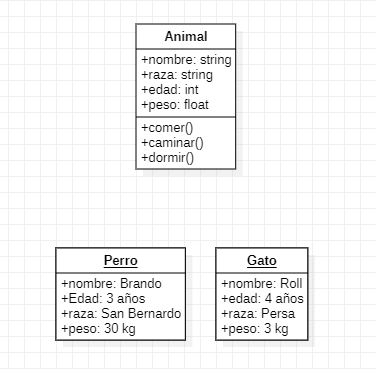 Animal
+nombre: string
+raza: string
+edad: int
+peso: float
+comer()
+caminar()
+dormir()
Perro
+nombre: Brando
+Edad: 3 años
+raza: San Bernardo
+peso: 30 kg
Gato
+nombre: Roll
+edad: 4 años
+raza: Persa
+peso: 3 kg